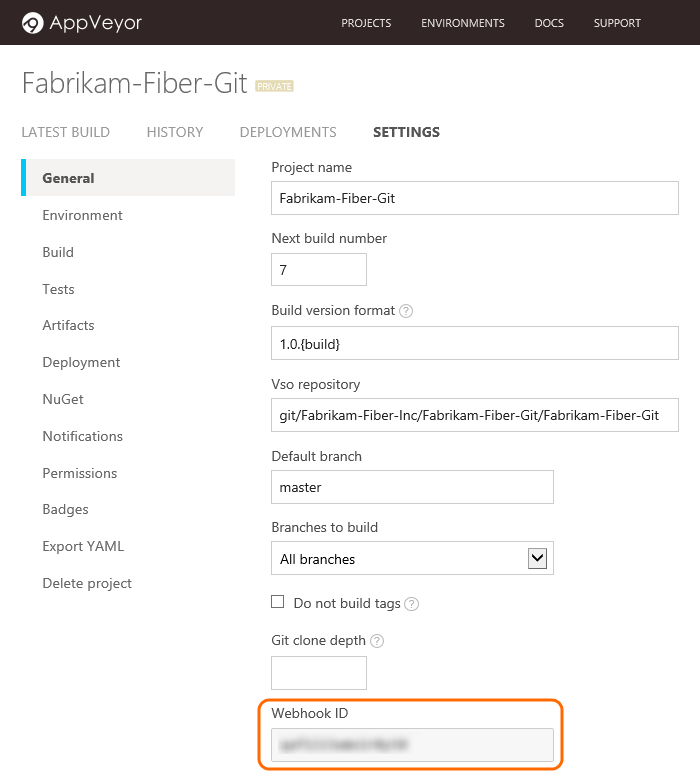 AppVeyor
PROJECTS ENVIRONMENTS DOCS SUPPORT
Fabrikam-Fiber-Git PRIVATE
LATEST BUILD HISTORY DEPLOYMENTS SETTINGS
General
Environment
Build
Tests
Artifacts
Deployment
NuGet
Notifications
Permissions
Badges
Export YAML
Delete project
Project name
Fabrikam-Fiber-Git
Next build number
7
Build version format ?
1.0.{build}
Vso repository
git/Fabrikam-Fiber-Inc/Fabrikam-Fiber-Git/Fabrikam-Fiber-Git
Default branch
master
Branches to build
All branches
Do not build tags ?
Git clone depth ?
Webhook ID